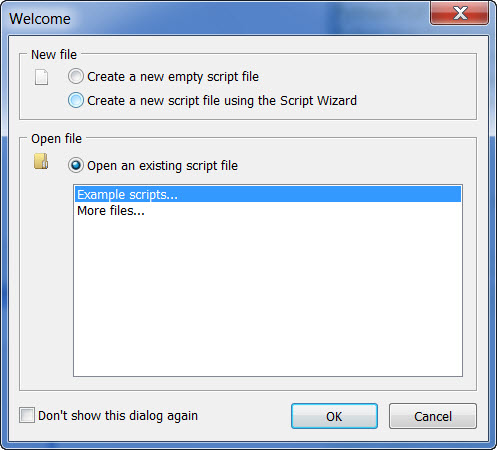 Welcome
New file
Create a new empty script file
Create a new script file using the Script Wizard
Open file
Open an existing script file
Example scripts...
More files...
Don't show this dialog again
OK
Cancel